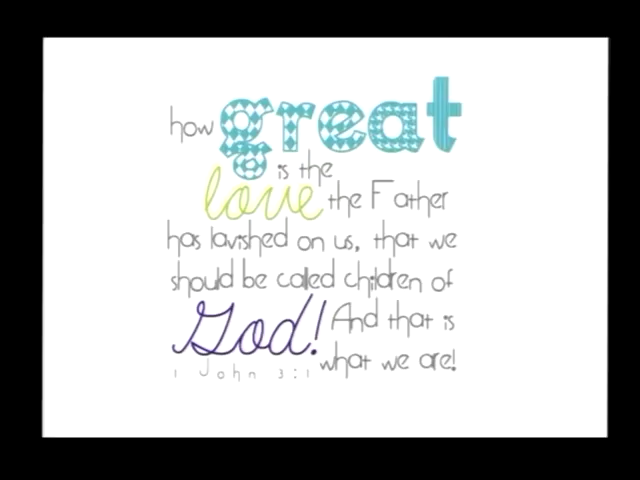 how great
is the
love the Father
has lavished on us, that we
should be called children of
God! And that is
what we are!
1 John 3:1